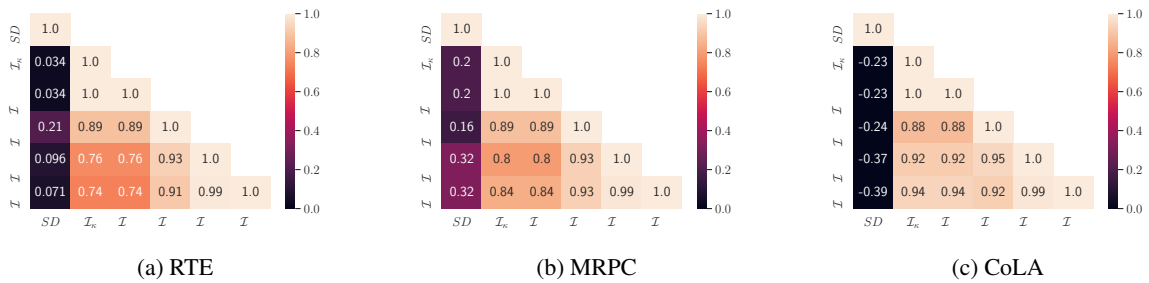 SD 1.0 1.0
ℐκ 0.034 1.0 0.8
0.034 1.0 1.0 0.6
ℐ 0.21 0.89 0.89 1.0 0.4
ℐ 0.096 0.76 0.76 0.93 1.0 0.2
ℐ 0.071 0.74 0.74 0.91 0.99 1.0 0.0
SD ℐκ ℐ ℐ ℐ
(a) RTE
SD 1.0 1.0
ℐκ 0.2 1.0 0.8
0.2 1.0 1.0 0.6
ℐ 0.16 0.89 0.89 1.0 0.4
ℐ 0.32 0.8 0.8 0.93 1.0 0.2
ℐ 0.32 0.84 0.84 0.93 0.99 1.0 0.0
SD ℐκ ℐ ℐ ℐ
(b) MRPC
SD 1.0 1.0
ℐκ -0.23 1.0 0.8
-0.23 1.0 1.0 0.6
ℐ -0.24 0.88 0.88 1.0 0.4
ℐ -0.37 0.92 0.92 0.95 1.0 0.2
ℐ -0.39 0.94 0.94 0.92 0.99 1.0 0.0
SD ℐκ ℐ ℐ ℐ
(c) CoLA